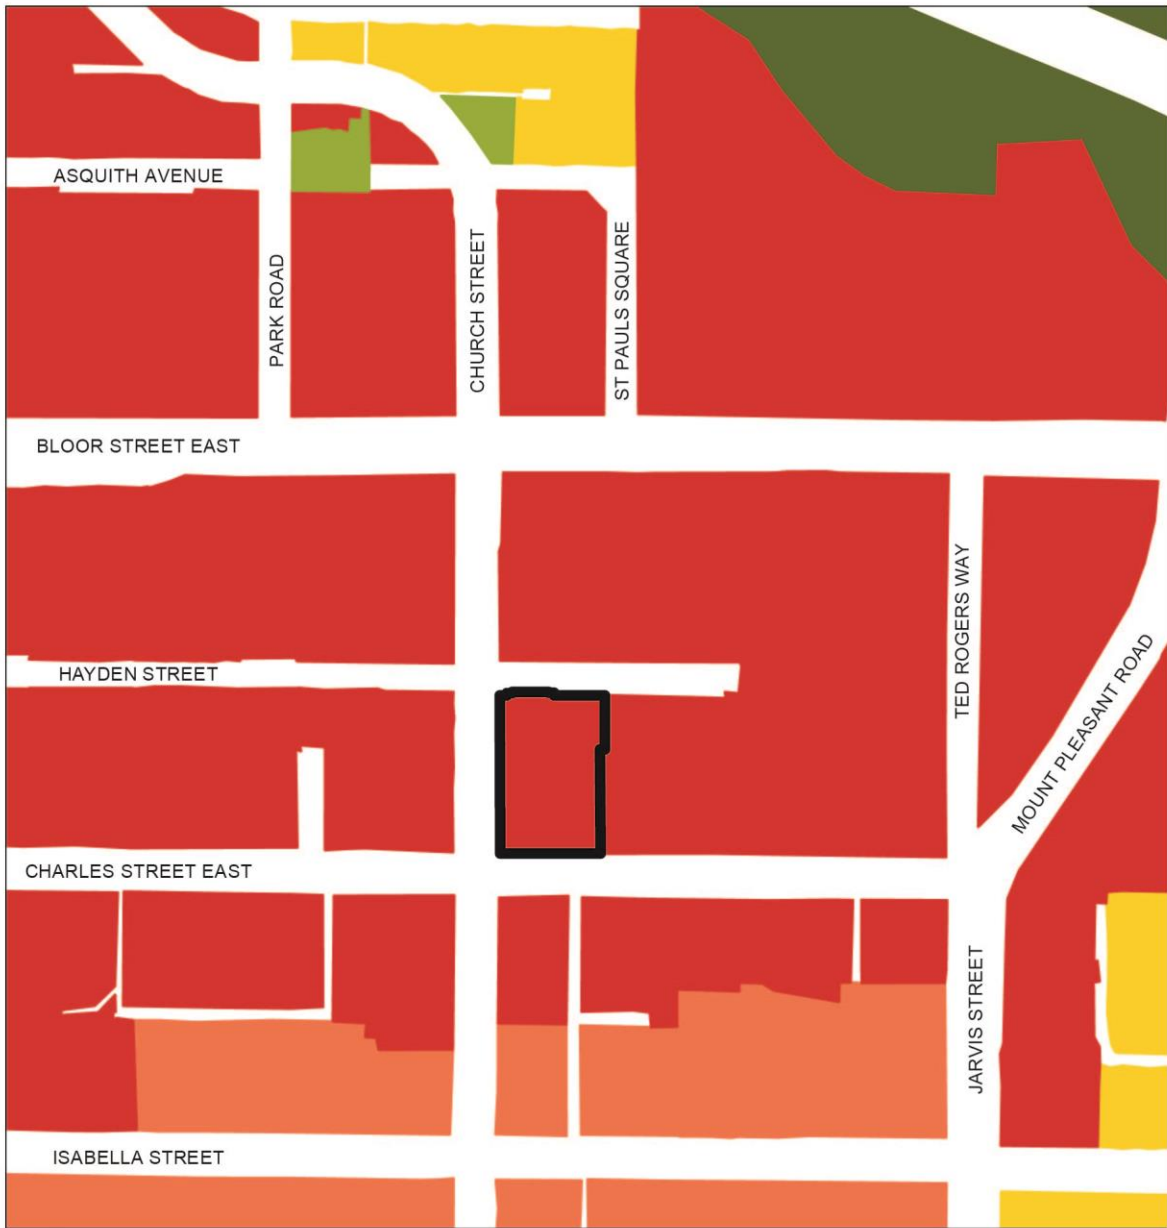 ASQUITH AVENUE
PARK ROAD
CHURCH STREET
ST PAULS SQUARE
BLOOR STREET EAST
HAYDEN STREET
TED ROGERS WAY
MOUNT PLEASANT ROAD
CHARLES STREET EAST
JARVIS STREET
ISABELLA STREET